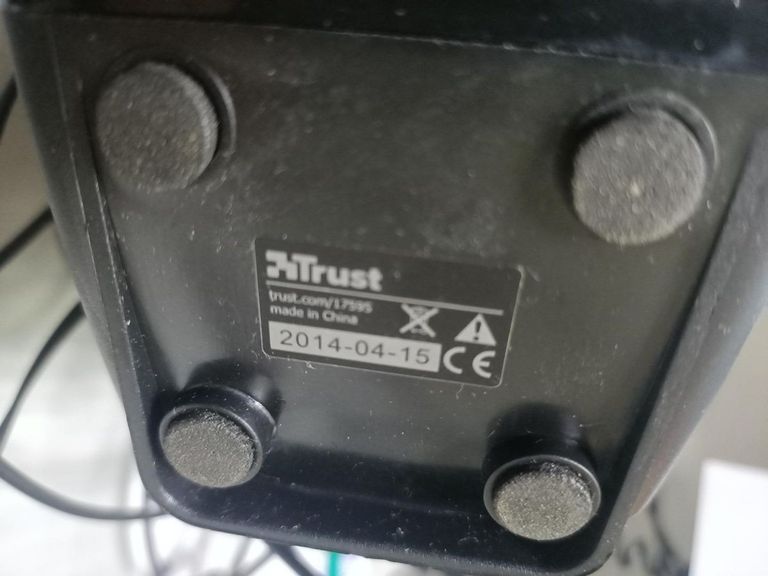 Trust
trust.com/17595
made in China
2014-04-15 CE